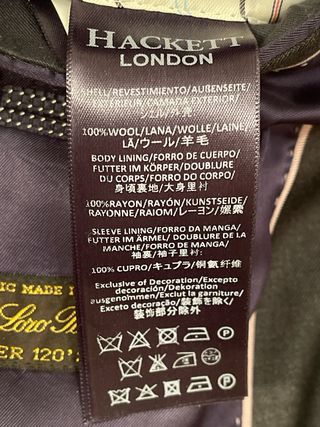 HACKETT
LONDON
SHELL/REVESTIMIENTO/AUßENSEITE/
EXTÉRIEUR/CAMADA EXTERIOR/
シェル/外壳
100%WOOL/LANA/WOLLE/LAINE/
LÃ/ウール/羊毛
BODY LINING/FORRO DE CUERPO/
FUTTER IM KÖRPER/DOUBLURE
DU CORPS/FORRO DO CORPO/
身頃裏地/大身里衬
100%RAYON/RAYÓN/KUNSTSEIDE/
RAYONNE/RAIOM/レーヨン/嫘萦
SLEEVE LINING/FORRO DA MANGA/
FUTTER IM ÄRMEL/DOUBLURE DE LA
MANCHE/FORRO DE MANGA/
袖裏/袖子里衬
100% CUPRO/キュプラ/铜氨纤维
Exclusive of Decoration/Excepto
decoración/Dekoration
ausgenommen/Exclut la garniture/
Exceto decoração/装飾を除く/
装饰部分除外
IC MADE I
Loro
ER 120'